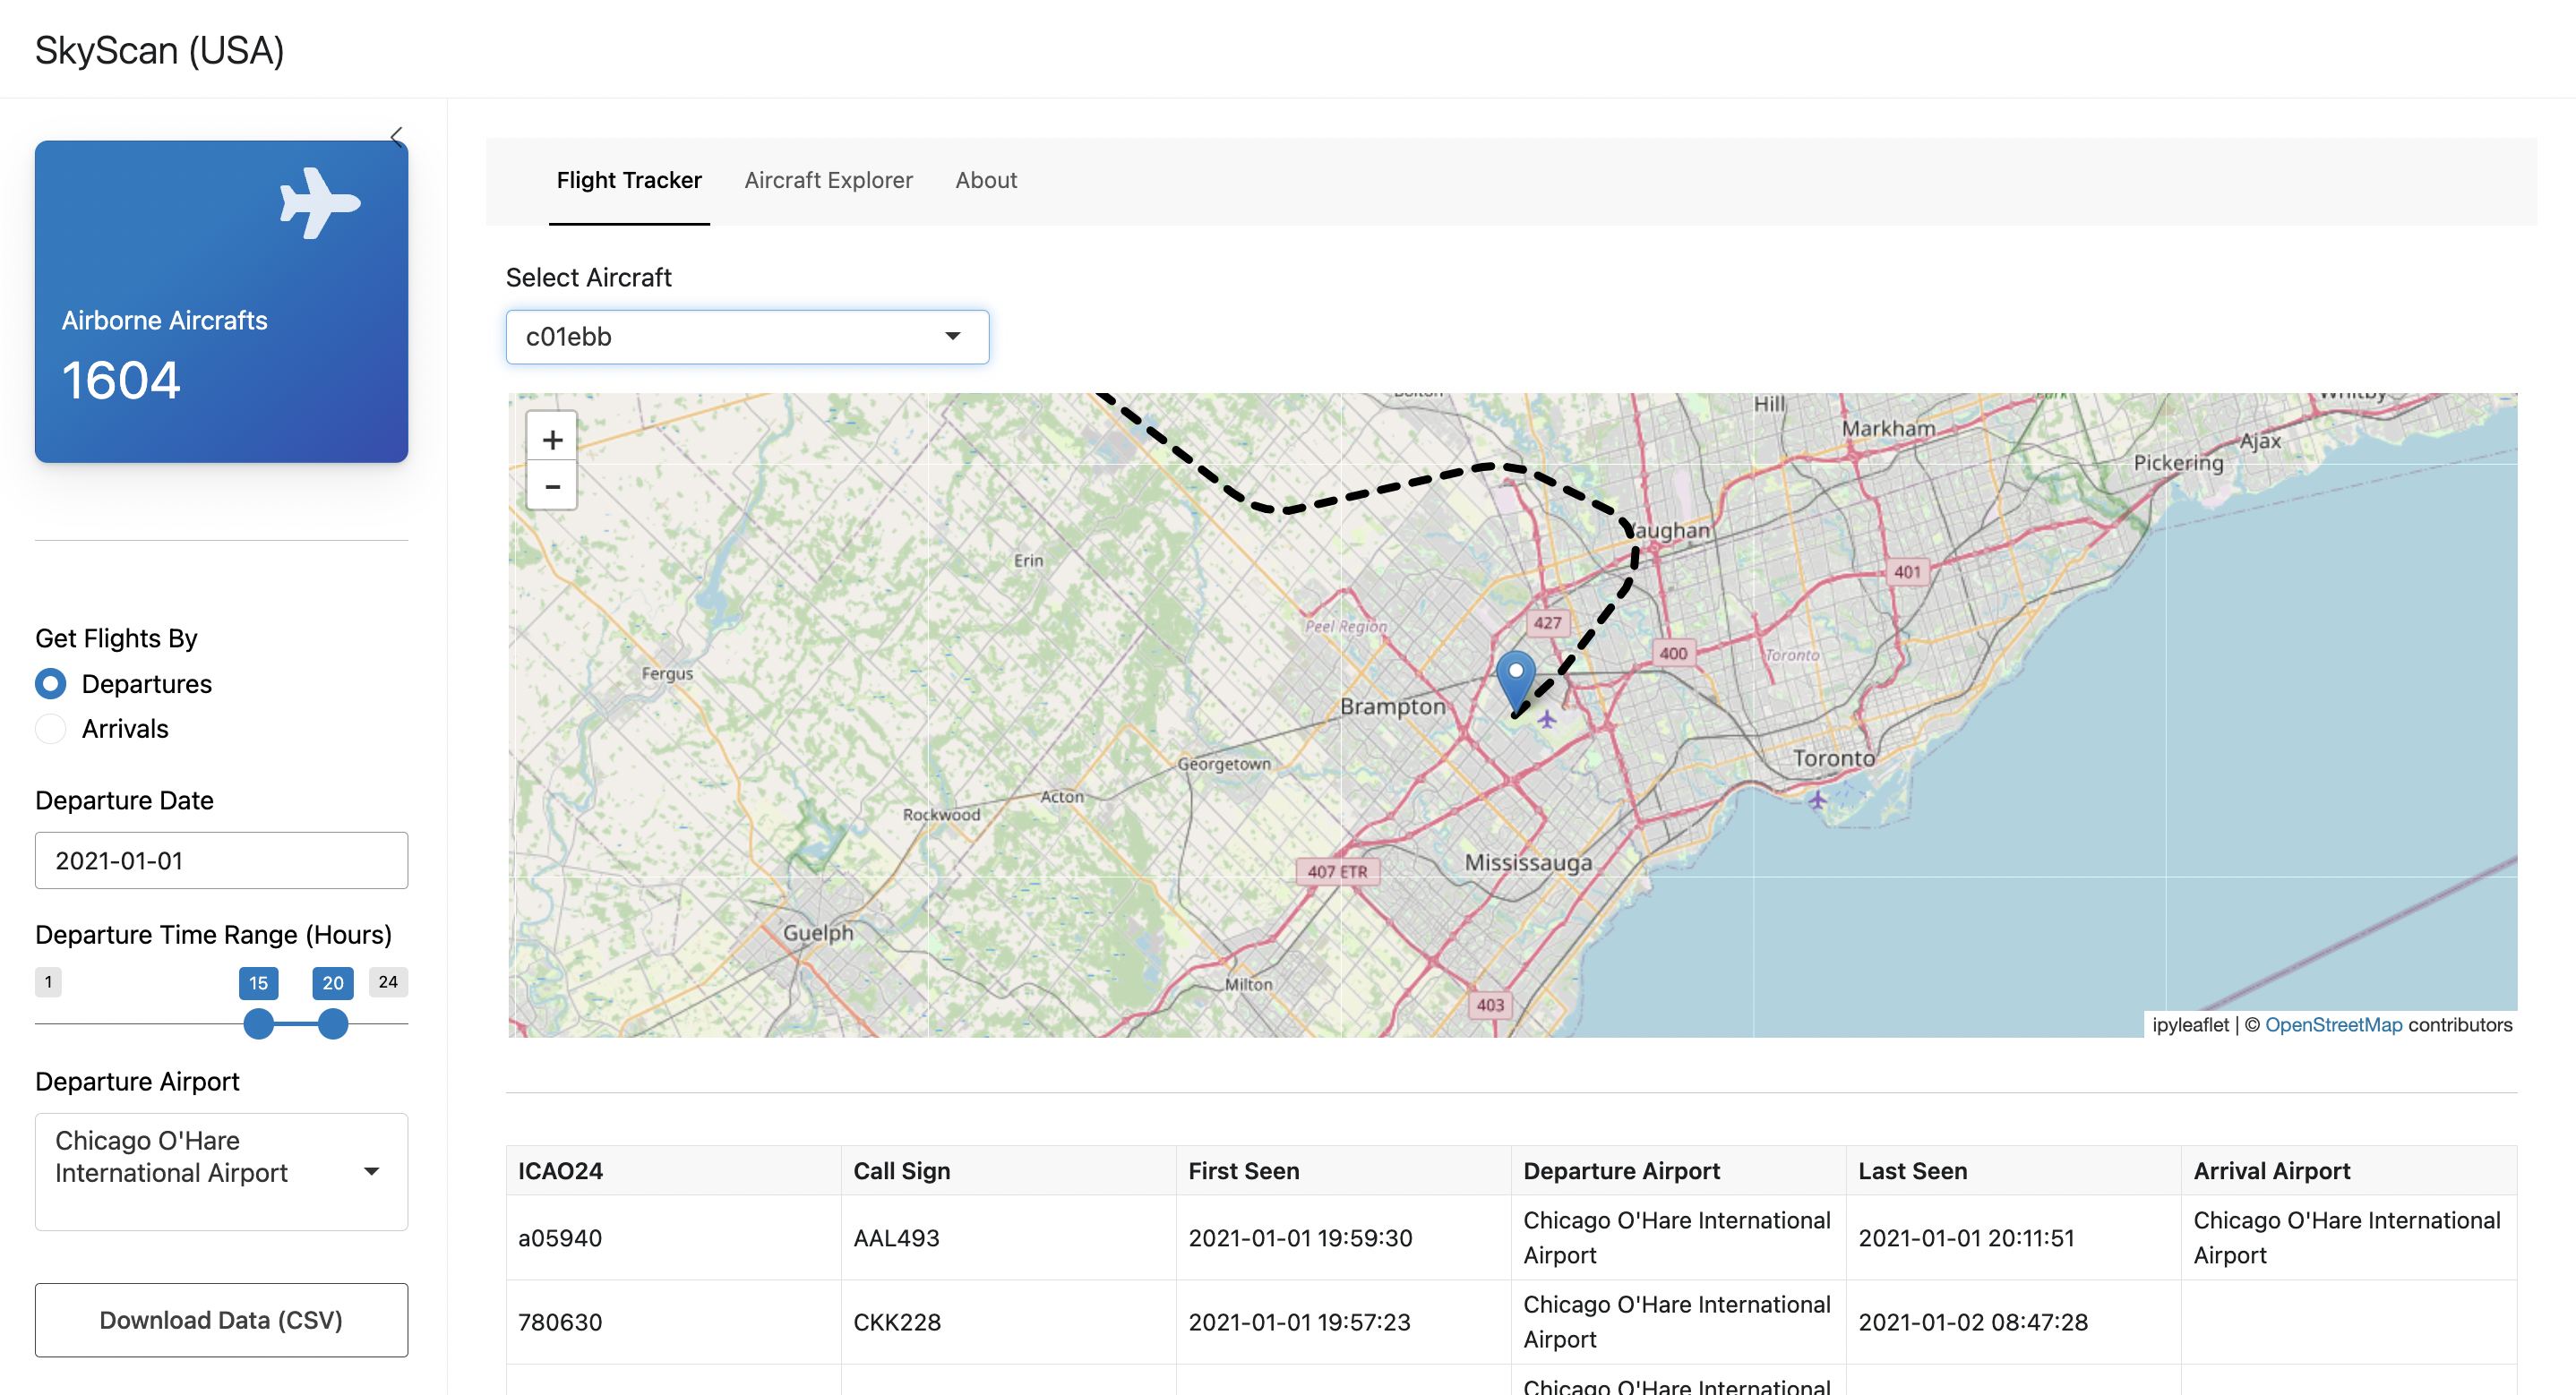 SkyScan (USA)
Airborne Aircrafts
1604
Get Flights By
Departures
Arrivals
Departure Date
2021-01-01
Departure Time Range (Hours)
1
15
20
24
Departure Airport
Chicago O'Hare
International Airport
Download Data (CSV)
Flight Tracker
Aircraft Explorer
About
Select Aircraft
c01ebb
+
−
Bolton
Hill
Markham
Park
Whitby
Ajax
Pickering
Vaughan
Erin
401
427
Peel Region
400
Toronto
Fergus
Brampton
Toronto
Georgetown
Acton
Rockwood
Mississauga
407 ETR
Guelph
Milton
403
ipyleaflet | © OpenStreetMap contributors
ICAO24
Call Sign
First Seen
Departure Airport
Last Seen
Arrival Airport
a05940
AAL493
2021-01-01 19:59:30
Chicago O'Hare International
Airport
2021-01-01 20:11:51
Chicago O'Hare International
Airport
780630
CKK228
2021-01-01 19:57:23
Chicago O'Hare International
Airport
2021-01-02 08:47:28
Chicago O'Hare International